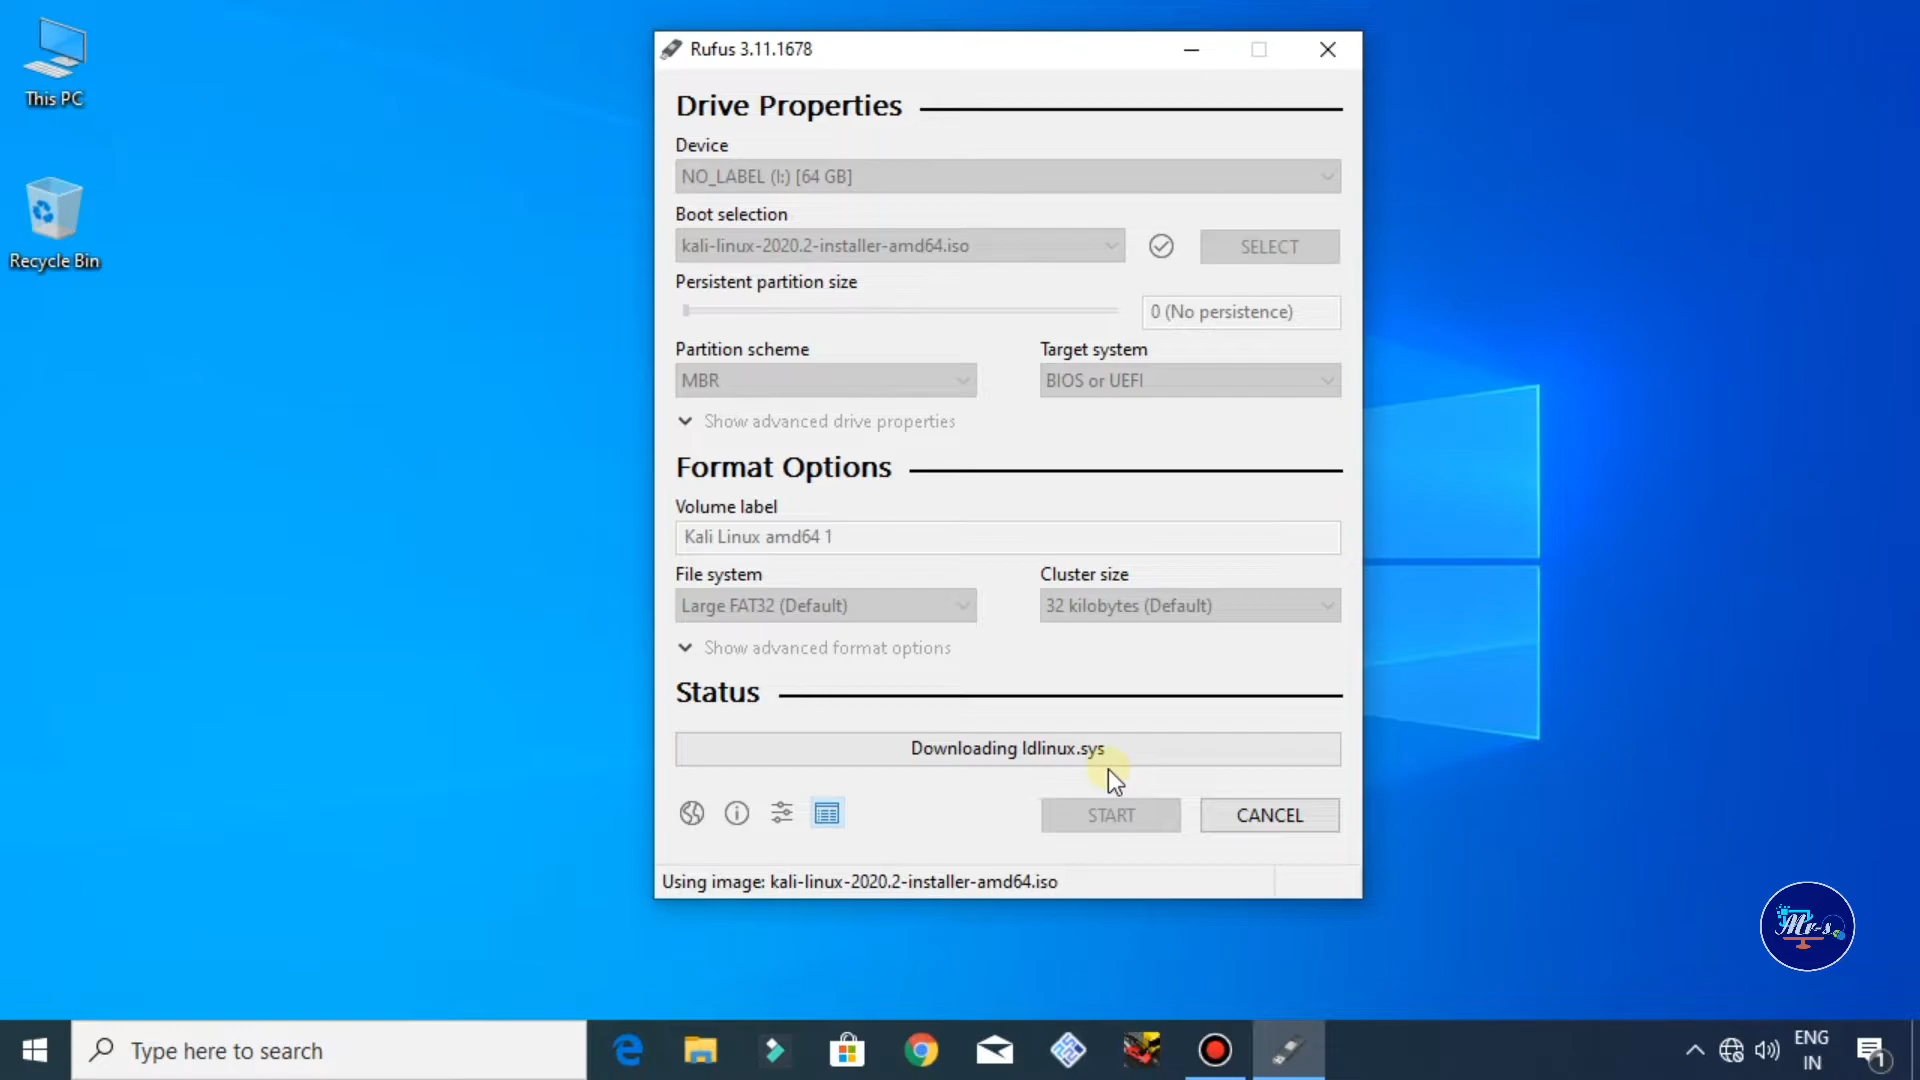 This PC
Recycle Bin
Rufus 3.11.1678
Drive Properties
Device
NO_LABEL (I:) [64 GB]
Boot selection
kali-linux-2020.2-installer-amd64.iso
SELECT
Persistent partition size
0 (No persistence)
Partition scheme
Target system
MBR
BIOS or UEFI
Show advanced drive properties
Format Options
Volume label
Kali Linux amd64 1
File system
Cluster size
Large FAT32 (Default)
32 kilobytes (Default)
Show advanced format options
Status
Downloading ldlinux.sys
START
CANCEL
Using image: kali-linux-2020.2-installer-amd64.iso
Mr-s.
Type here to search
ENG
IN
1